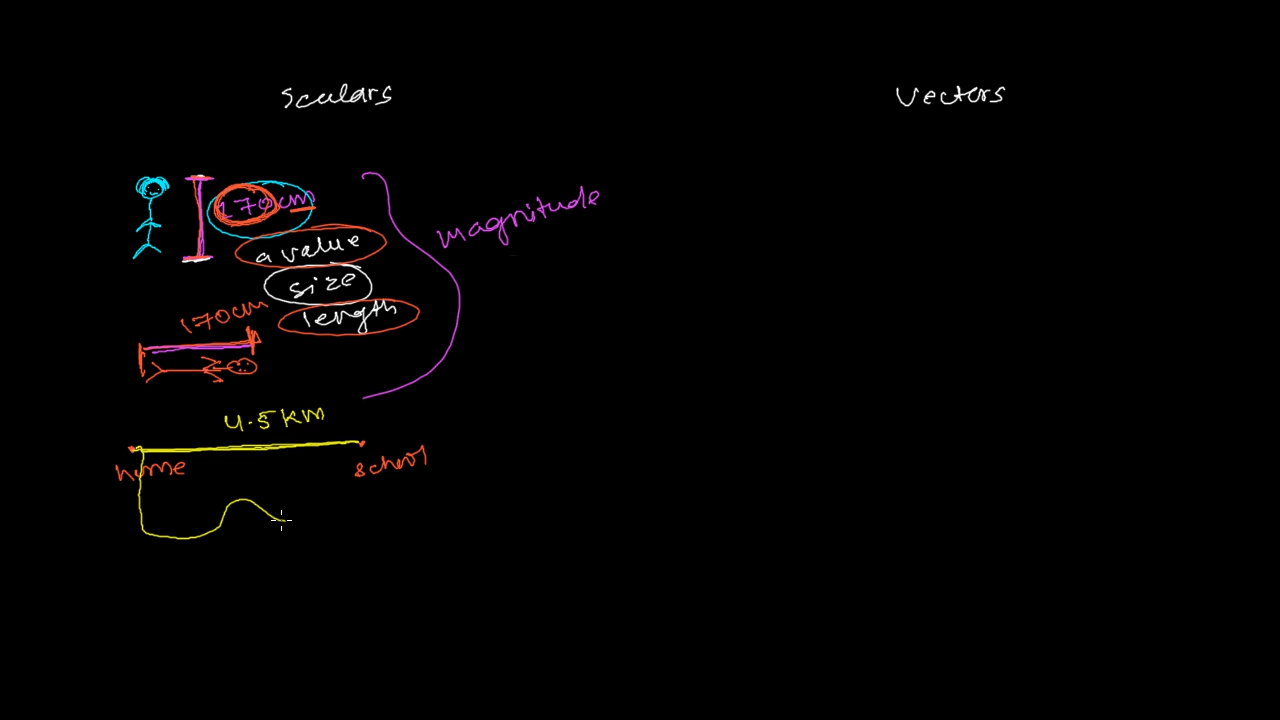 Scalars
Vectors
170cm
magnitude
a value
size
length
170cm
4.5 KM
home
school